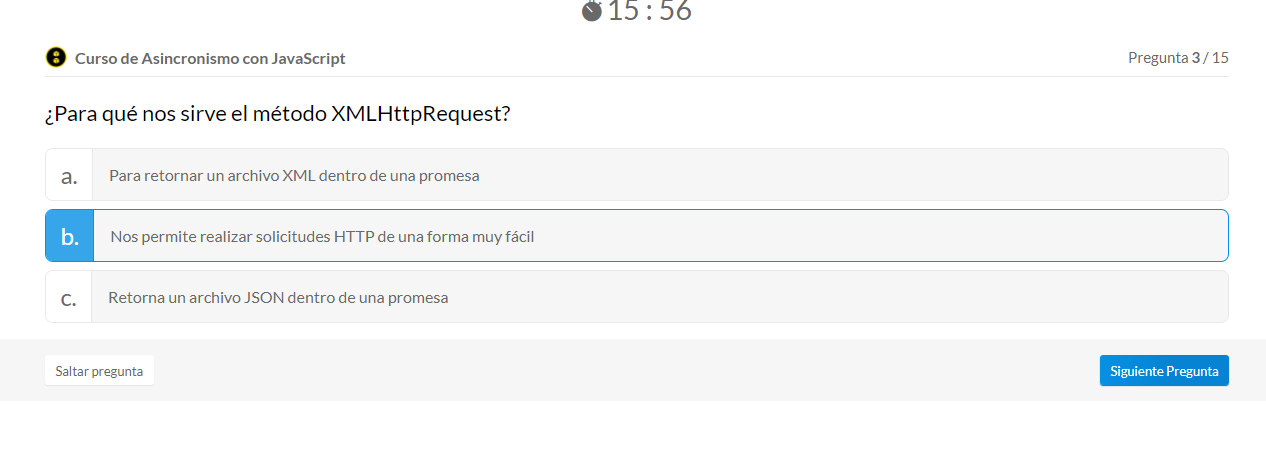 15 : 56
Curso de Asincronismo con JavaScript
Pregunta 3 / 15
¿Para qué nos sirve el método XMLHttpRequest?
a. Para retornar un archivo XML dentro de una promesa
b. Nos permite realizar solicitudes HTTP de una forma muy fácil
c. Retorna un archivo JSON dentro de una promesa
Saltar pregunta
Siguiente Pregunta